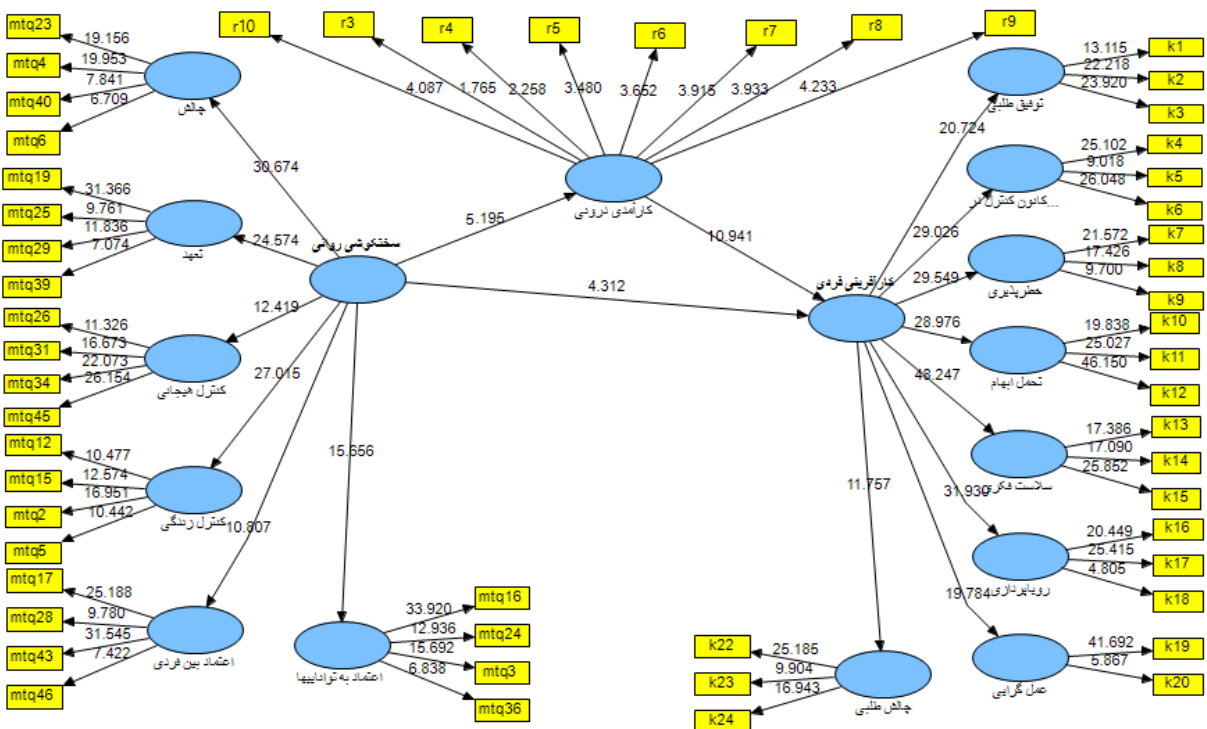 mtq23
19.156
mtq4
19.953
mtq40
7.841
mtq6
6.709
چالش
r10
r3
r4
r5
r6
r7
r8
r9
4.087
1.765
2.258
3.480
3.652
3.915
3.933
4.233
کارآمدی درونی
k1
k2
k3
13.115
22.218
23.920
توفیق طلبی
20.724
30.674
mtq19
mtq25
mtq29
mtq39
31.366
9.761
11.836
7.074
تعهد
24.574
سختکوشی روانی
5.195
10.941
4.312
کارآفرینی فردی
k4
k5
k6
25.102
9.018
26.048
کانون کنترل در...
29.026
k7
k8
k9
21.572
17.426
9.700
خطرپذیری
29.549
mtq26
mtq31
mtq34
mtq45
11.326
16.673
22.073
26.154
کنترل هیجانی
12.419
k10
k11
k12
19.838
25.027
46.150
تحمل ابهام
28.976
mtq12
mtq15
mtq2
mtq5
10.477
12.574
16.951
10.442
کنترل زندگی
27.015
k13
k14
k15
17.386
17.090
25.852
سلاست فکری
48.247
mtq17
mtq28
mtq43
mtq46
25.188
9.780
31.545
7.422
اعتماد بین فردی
10.807
k16
k17
k18
20.449
25.415
4.805
رویاپردازی
31.930
mtq16
mtq24
mtq3
mtq36
33.920
12.936
15.692
6.838
اعتماد به تواناییها
15.656
k22
k23
k24
25.185
9.904
16.943
چالش طلبی
11.757
k19
k20
41.692
5.867
عمل گرایی
19.784